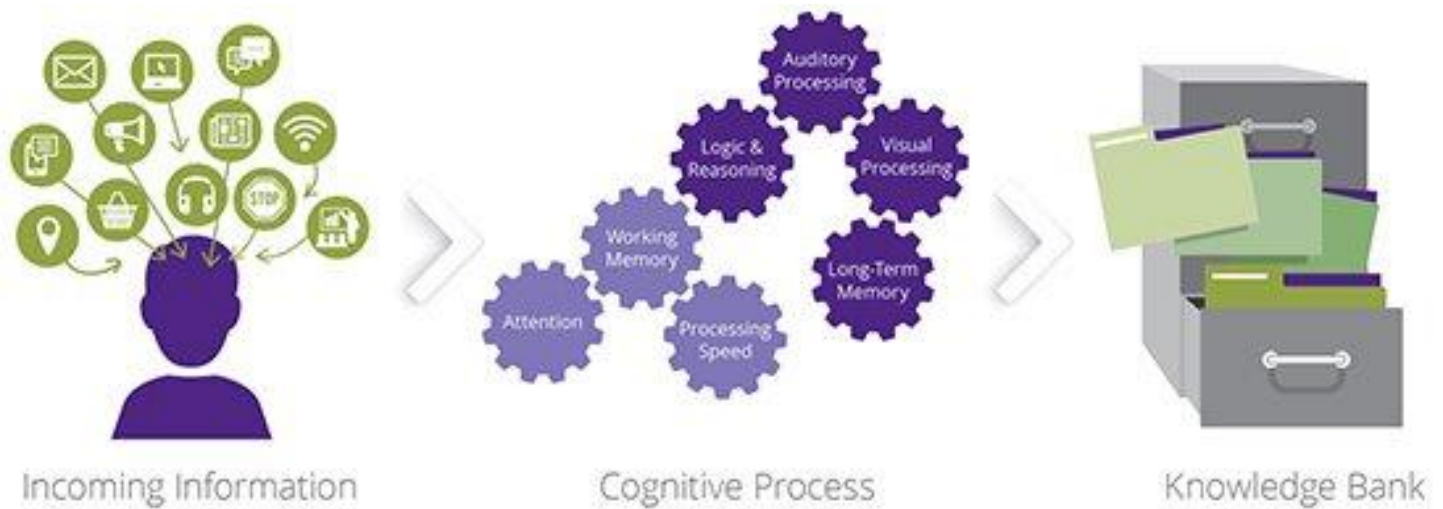 STOP
Incoming Information
Auditory
Processing
Logic &
Reasoning
Visual
Processing
Working
Memory
Long-Term
Memory
Attention
Processing
Speed
Cognitive Process
Knowledge Bank